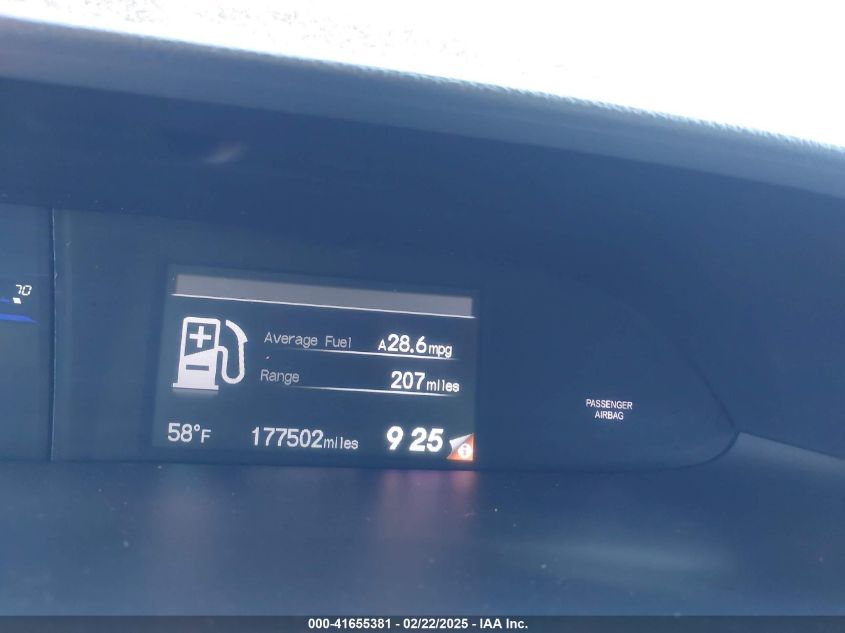 70
Average Fuel A28.6mpg
Range 207miles
58°F 177502miles 9 25
PASSENGER
AIRBAG
000-41655381 - 02/22/2025 - IAA Inc.